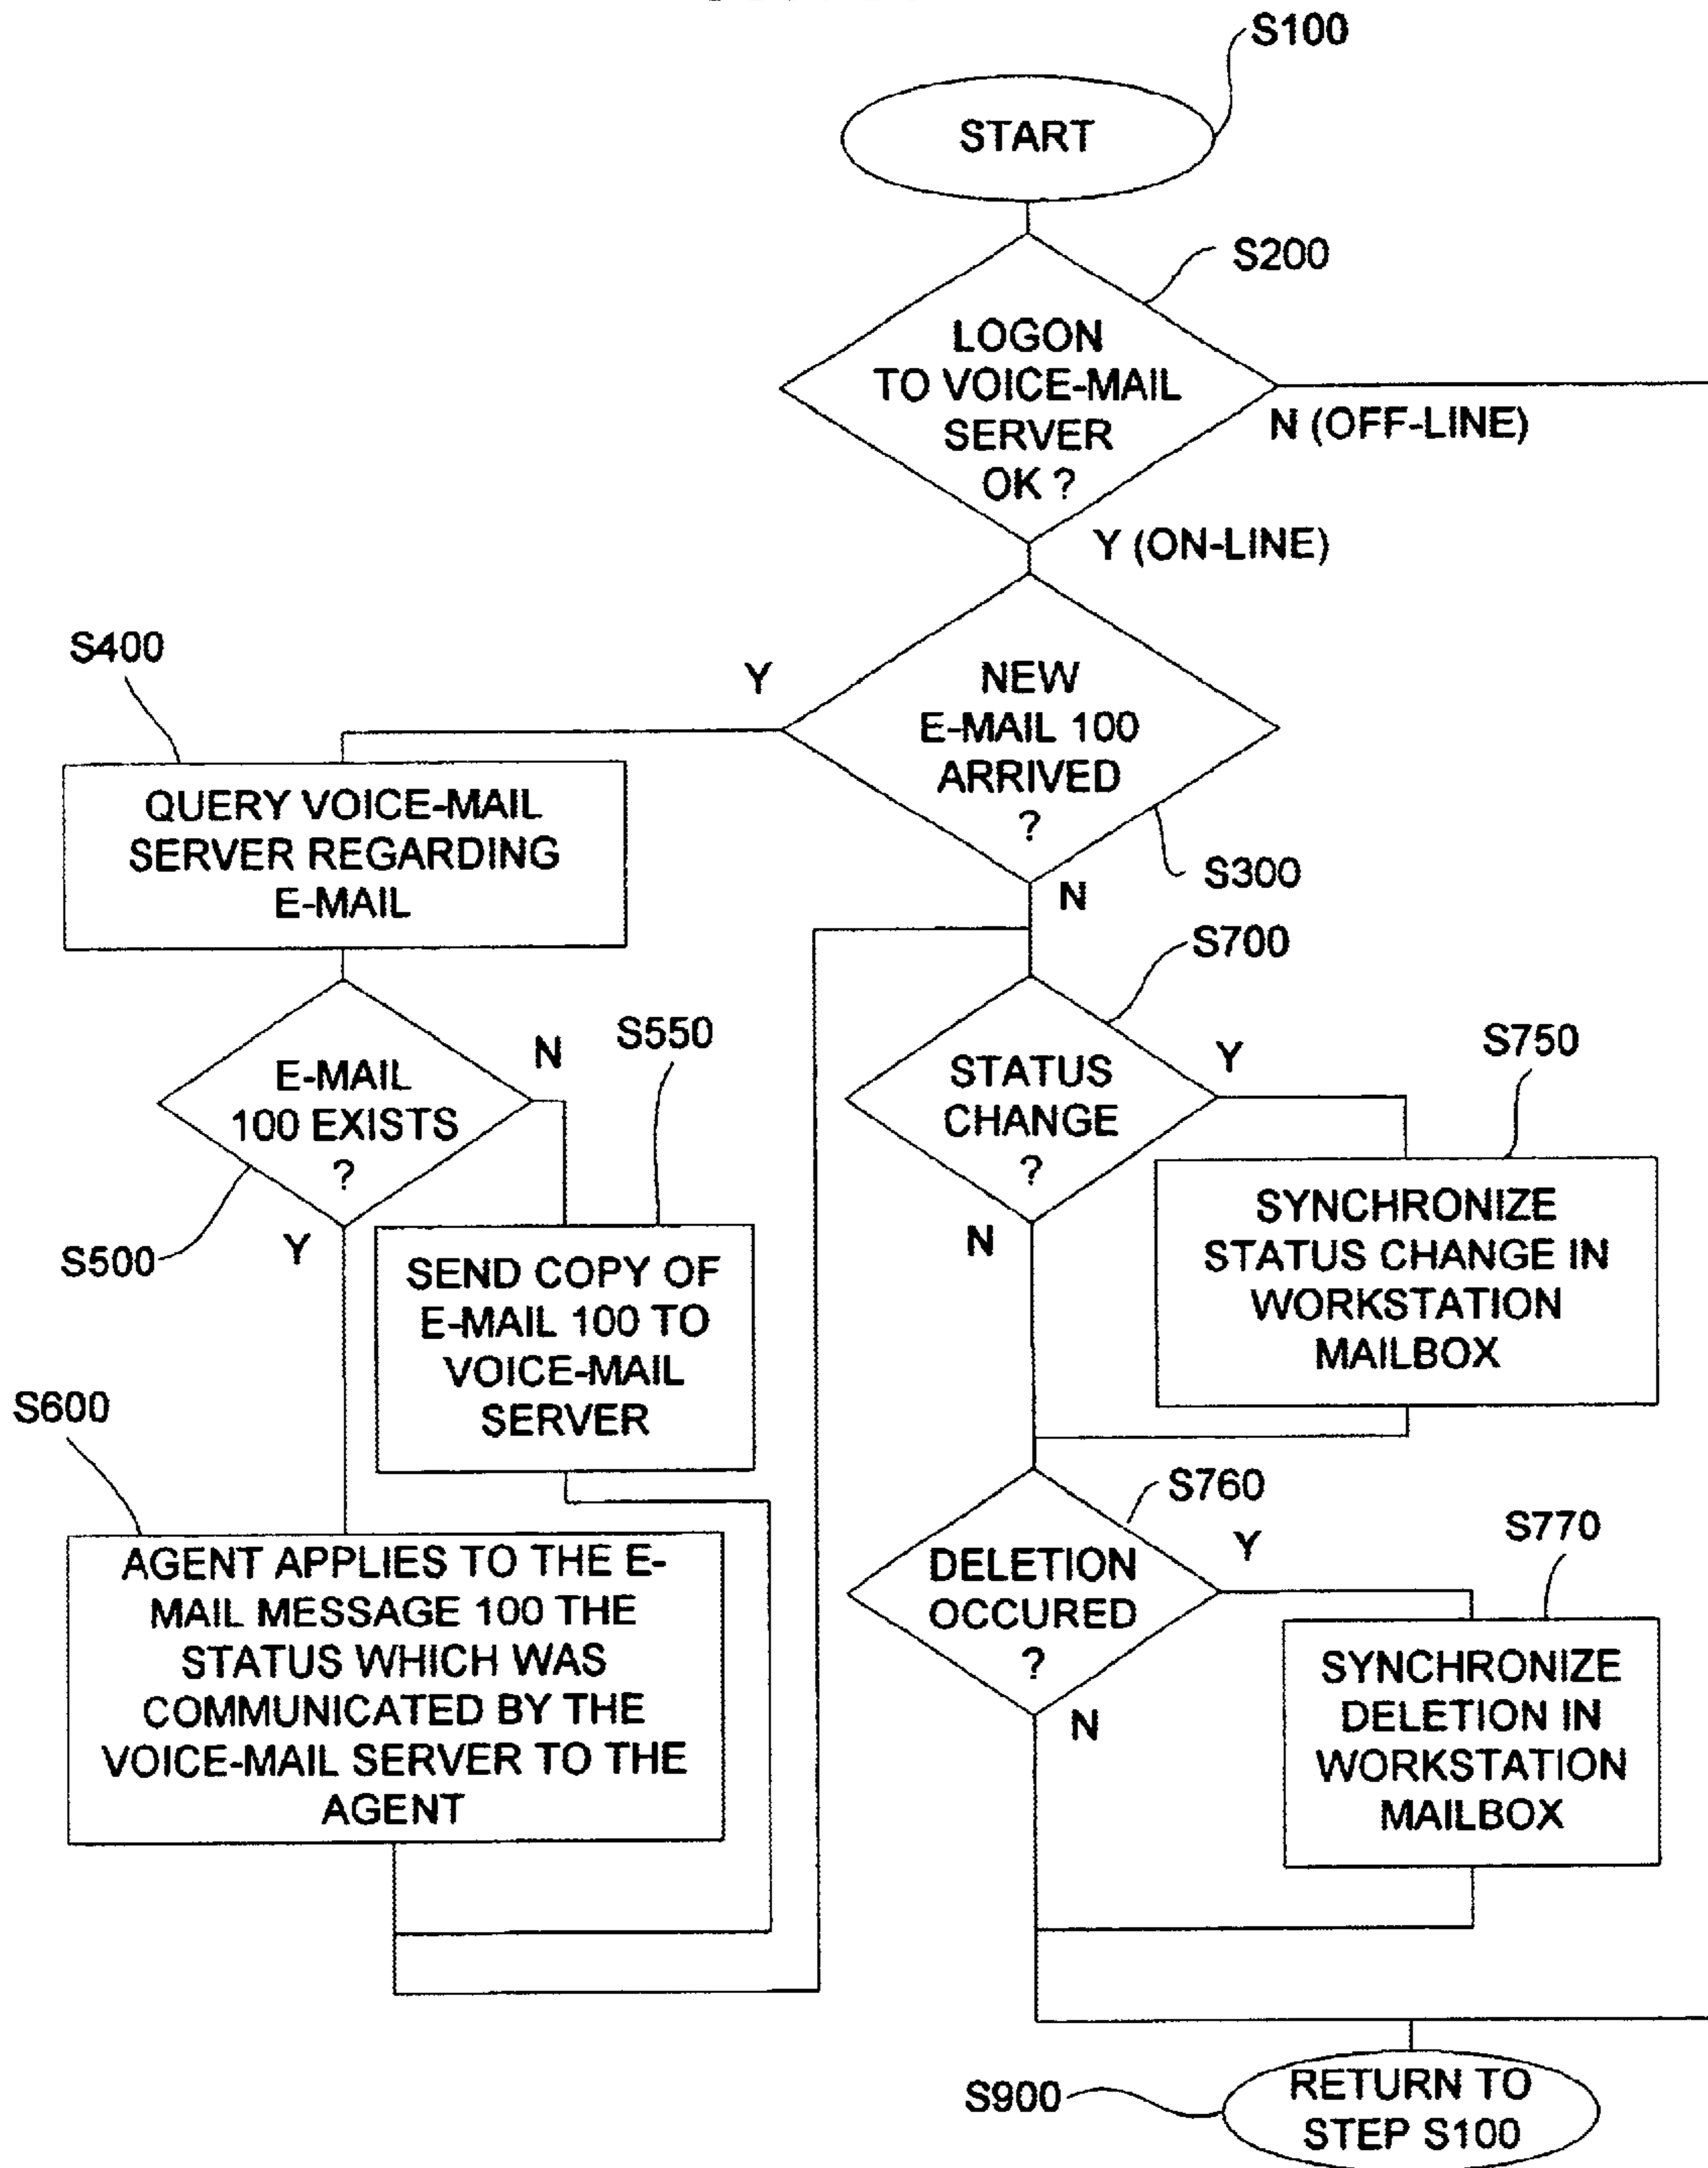 S100
START
S200
LOGON
TO VOICE-MAIL
SERVER
OK ?
N (OFF-LINE)
Y (ON-LINE)
S400
Y
NEW
E-MAIL 100
ARRIVED
?
S300
N
QUERY VOICE-MAIL
SERVER REGARDING
E-MAIL
S700
S550
N
E-MAIL
100 EXISTS
?
S500
Y
STATUS
CHANGE
?
Y
S750
N
SYNCHRONIZE
STATUS CHANGE IN
WORKSTATION
MAILBOX
SEND COPY OF
E-MAIL 100 TO
VOICE-MAIL
SERVER
S600
AGENT APPLIES TO THE E-
MAIL MESSAGE 100 THE
STATUS WHICH WAS
COMMUNICATED BY THE
VOICE-MAIL SERVER TO THE
AGENT
S760
DELETION
OCCURED
?
Y
S770
N
SYNCHRONIZE
DELETION IN
WORKSTATION
MAILBOX
S900
RETURN TO
STEP S100